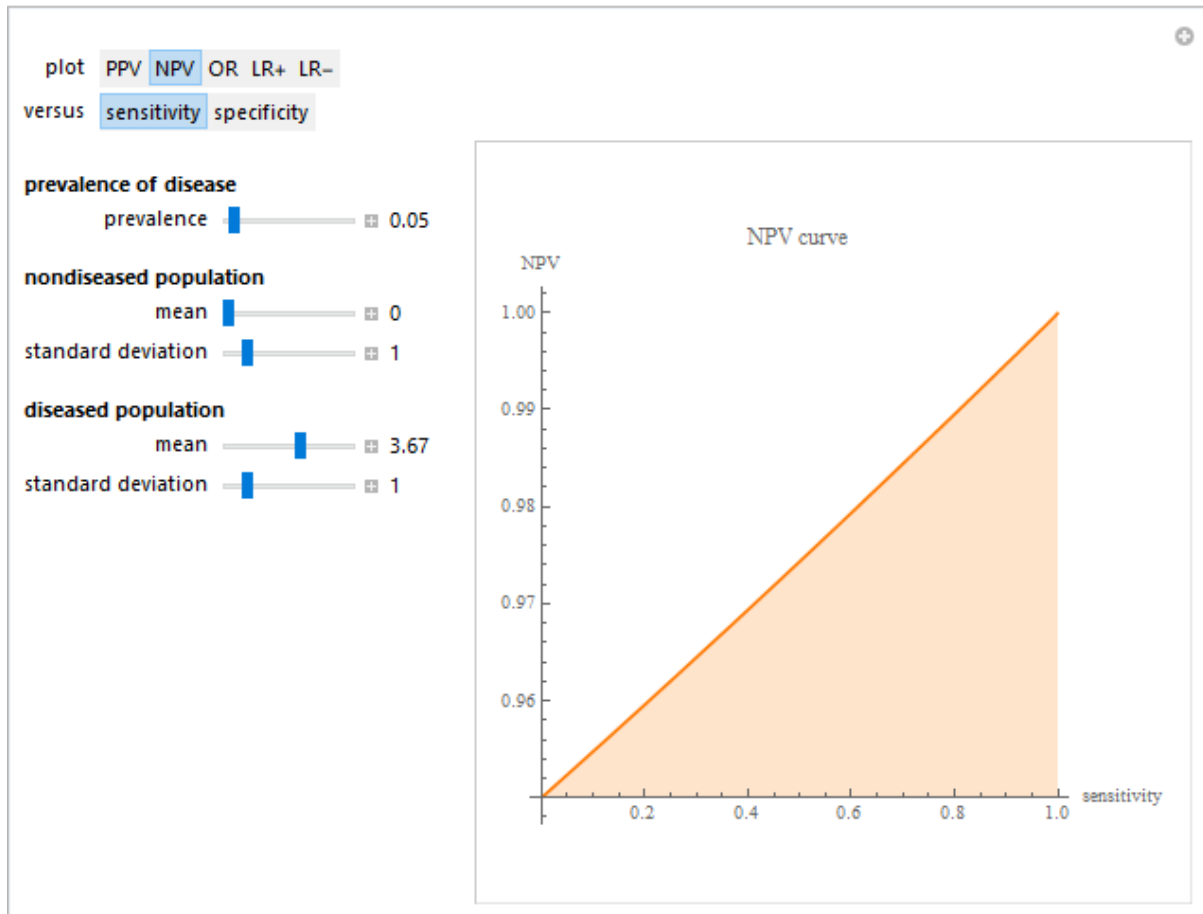 plot PPV NPV OR LR+ LR−
versus sensitivity specificity
prevalence of disease
prevalence 0.05
nondiseased population
mean 0
standard deviation 1
diseased population
mean 3.67
standard deviation 1
NPV curve
NPV
1.00
0.99
0.98
0.97
0.96
sensitivity
0.2 0.4 0.6 0.8 1.0